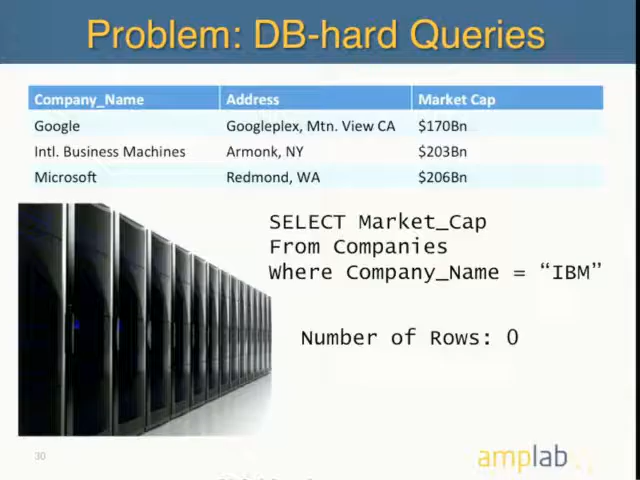 Problem: DB-hard Queries
Company_Name Address Market Cap
Google Googleplex, Mtn. View CA $170Bn
Intl. Business Machines Armonk, NY $203Bn
Microsoft Redmond, WA $206Bn
SELECT Market_Cap
From Companies
Where Company_Name = “IBM”
Number of Rows: 0
30
amplab